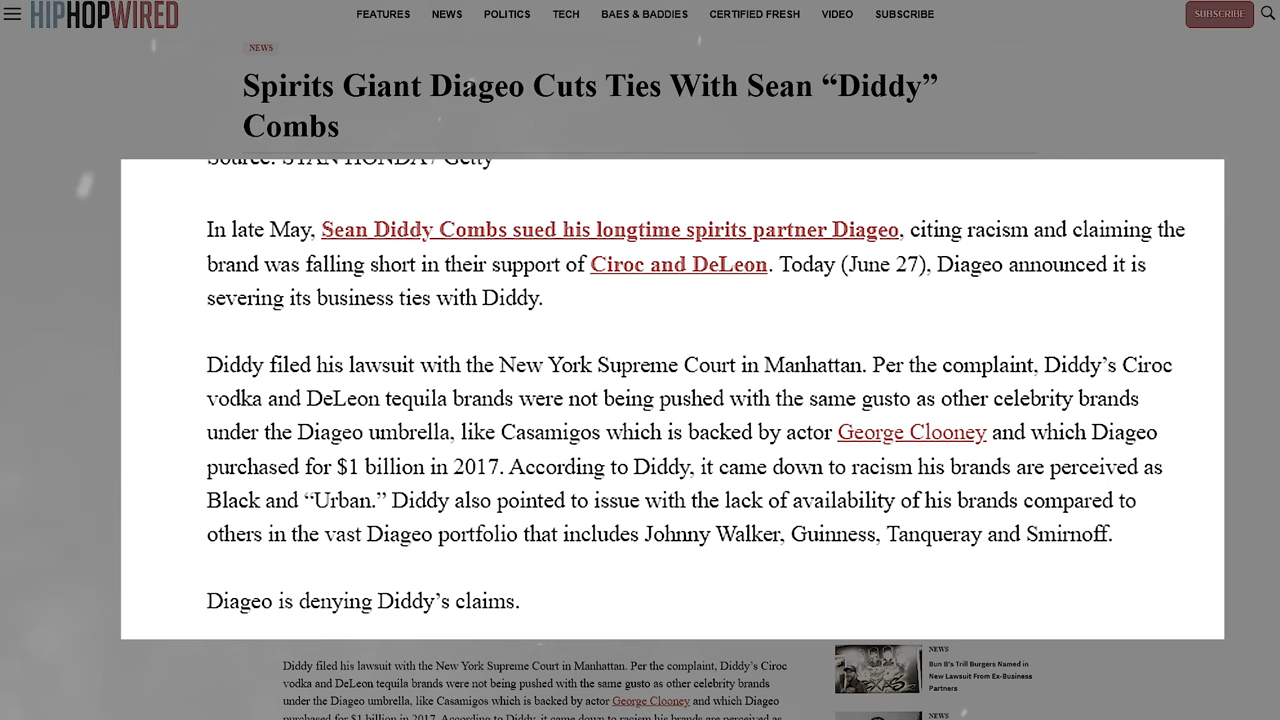 HIPHOPWIRED
FEATURES NEWS POLITICS TECH BAES & BADDIES CERTIFIED FRESH VIDEO SUBSCRIBE
SUBSCRIBE
NEWS
Spirits Giant Diageo Cuts Ties With Sean “Diddy”
Combs
Source: STAN HONDA / Getty
In late May, Sean Diddy Combs sued his longtime spirits partner Diageo, citing racism and claiming the
brand was falling short in their support of Ciroc and DeLeon. Today (June 27), Diageo announced it is
severing its business ties with Diddy.
Diddy filed his lawsuit with the New York Supreme Court in Manhattan. Per the complaint, Diddy’s Ciroc
vodka and DeLeon tequila brands were not being pushed with the same gusto as other celebrity brands
under the Diageo umbrella, like Casamigos which is backed by actor George Clooney and which Diageo
purchased for $1 billion in 2017. According to Diddy, it came down to racism his brands are perceived as
Black and “Urban.” Diddy also pointed to issue with the lack of availability of his brands compared to
others in the vast Diageo portfolio that includes Johnny Walker, Guinness, Tanqueray and Smirnoff.
Diageo is denying Diddy’s claims.
Diddy filed his lawsuit with the New York Supreme Court in Manhattan. Per the complaint, Diddy’s Ciroc
vodka and DeLeon tequila brands were not being pushed with the same gusto as other celebrity brands
under the Diageo umbrella, like Casamigos which is backed by actor George Clooney and which Diageo
purchased for $1 billion in 2017. According to Diddy, it came down to racism his brands are perceived as
NEWS
Bun B's Trill Burgers Named in
New Lawsuit From Ex-Business
Partners
NEWS